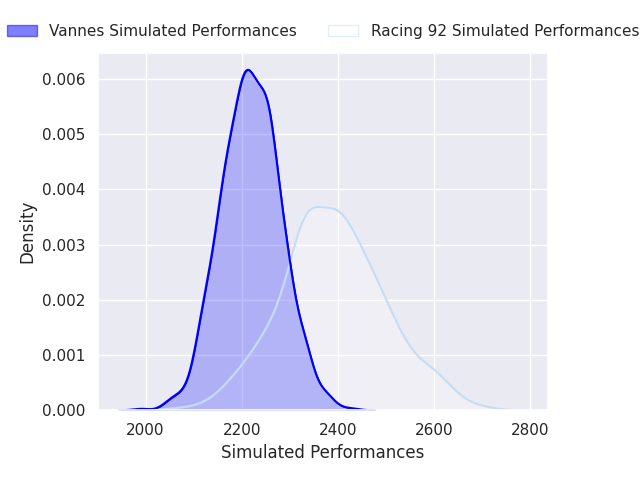 Vannes Simulated Performances Racing 92 Simulated Performances
0.006
0.005
0.004
0.003
0.002
0.001
0.000
Density
2000 2200 2400 2600 2800
Simulated Performances